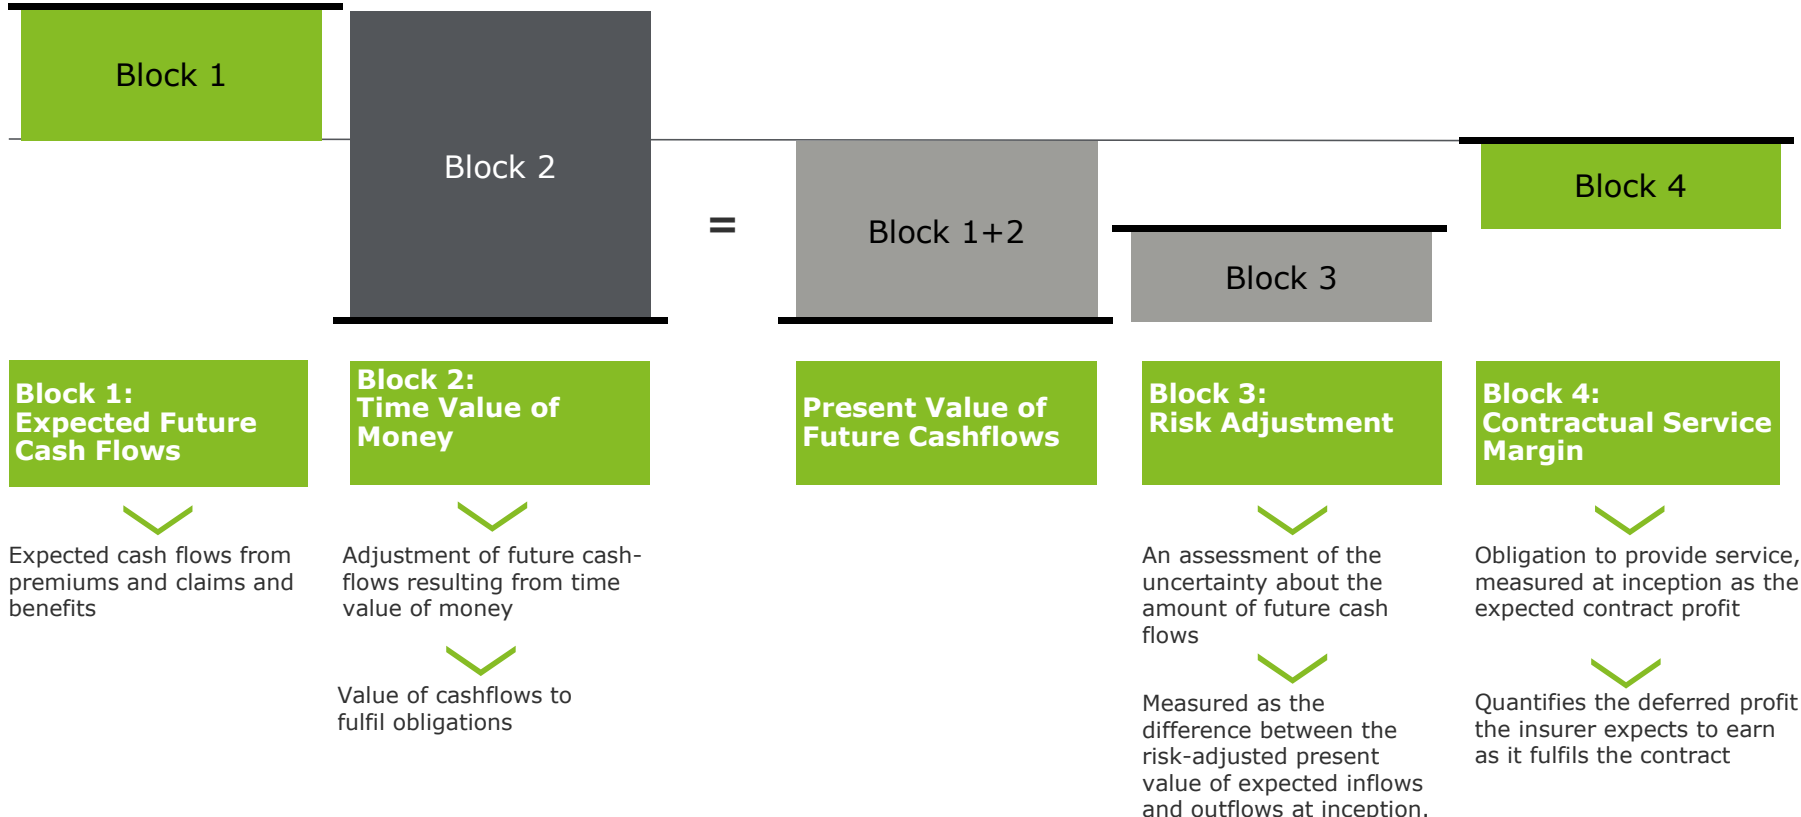 Block 1
Block 2
=
Block 1+2
Block 3
Block 4
Block 1:
Expected Future
Cash Flows
Block 2:
Time Value of
Money
Present Value of
Future Cashflows
Block 3:
Risk Adjustment
Block 4:
Contractual Service
Margin
Expected cash flows from
premiums and claims and
benefits
Adjustment of future cash-
flows resulting from time
value of money
Value of cashflows to
fulfil obligations
An assessment of the
uncertainty about the
amount of future cash
flows
Measured as the
difference between the
risk-adjusted present
value of expected inflows
and outflows at inception.
Obligation to provide service,
measured at inception as the
expected contract profit
Quantifies the deferred profit
the insurer expects to earn
as it fulfils the contract